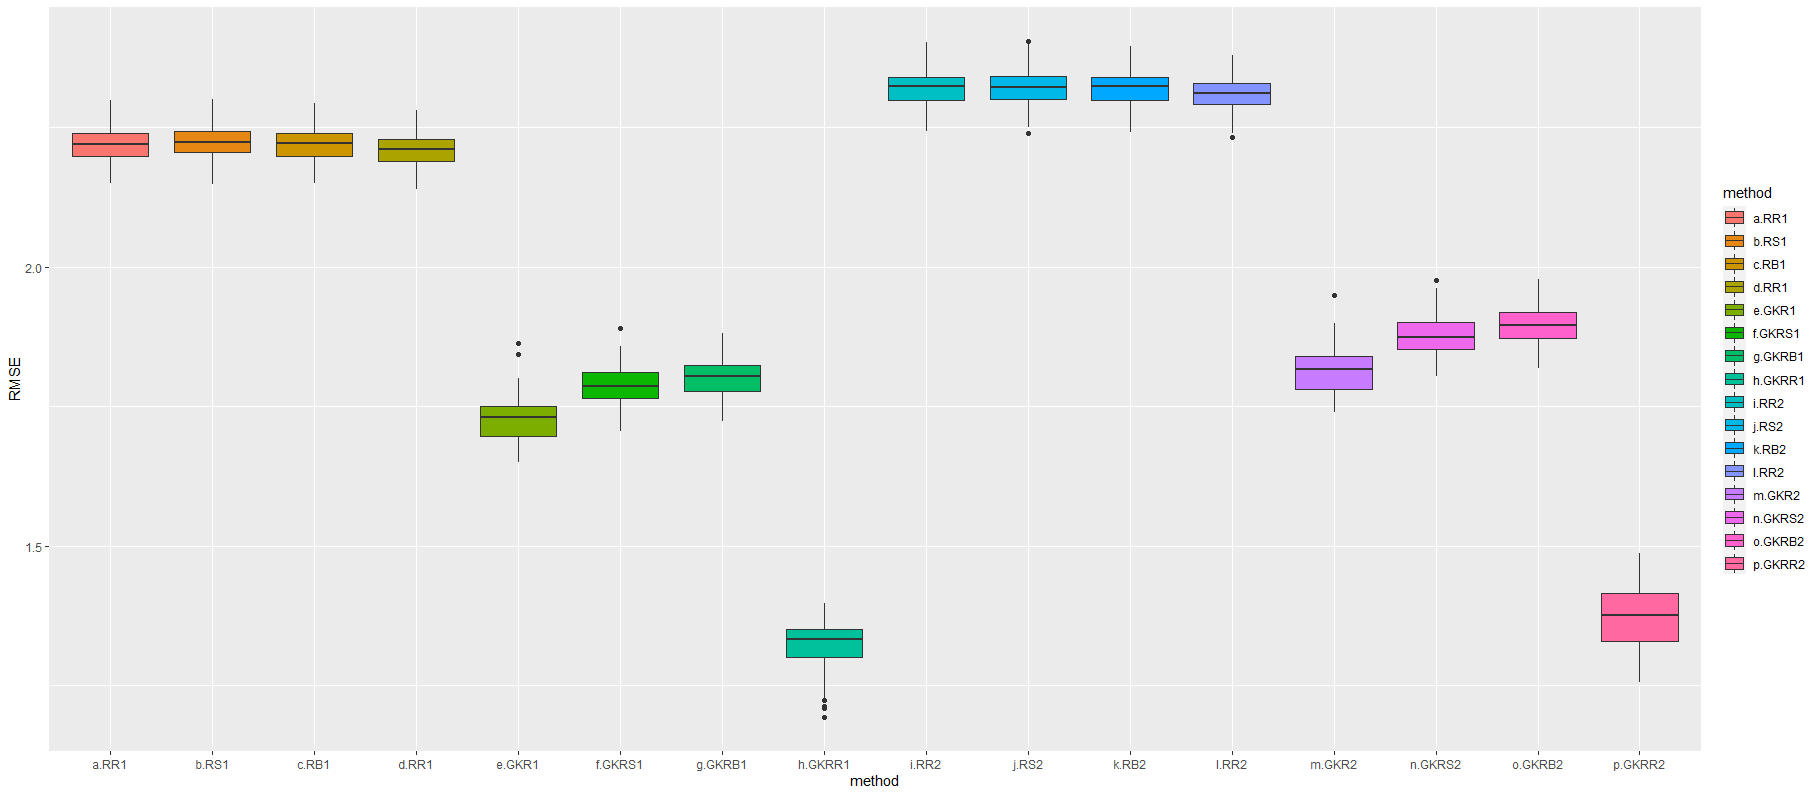 RMSE
2.0
1.5
a.RR1 b.RS1 c.RB1 d.RR1 e.GKR1 f.GKRS1 g.GKRB1 h.GKRR1 i.RR2 j.RS2 k.RB2 l.RR2 m.GKR2 n.GKRS2 o.GKRB2 p.GKRR2
method
method
a.RR1
b.RS1
c.RB1
d.RR1
e.GKR1
f.GKRS1
g.GKRB1
h.GKRR1
i.RR2
j.RS2
k.RB2
l.RR2
m.GKR2
n.GKRS2
o.GKRB2
p.GKRR2